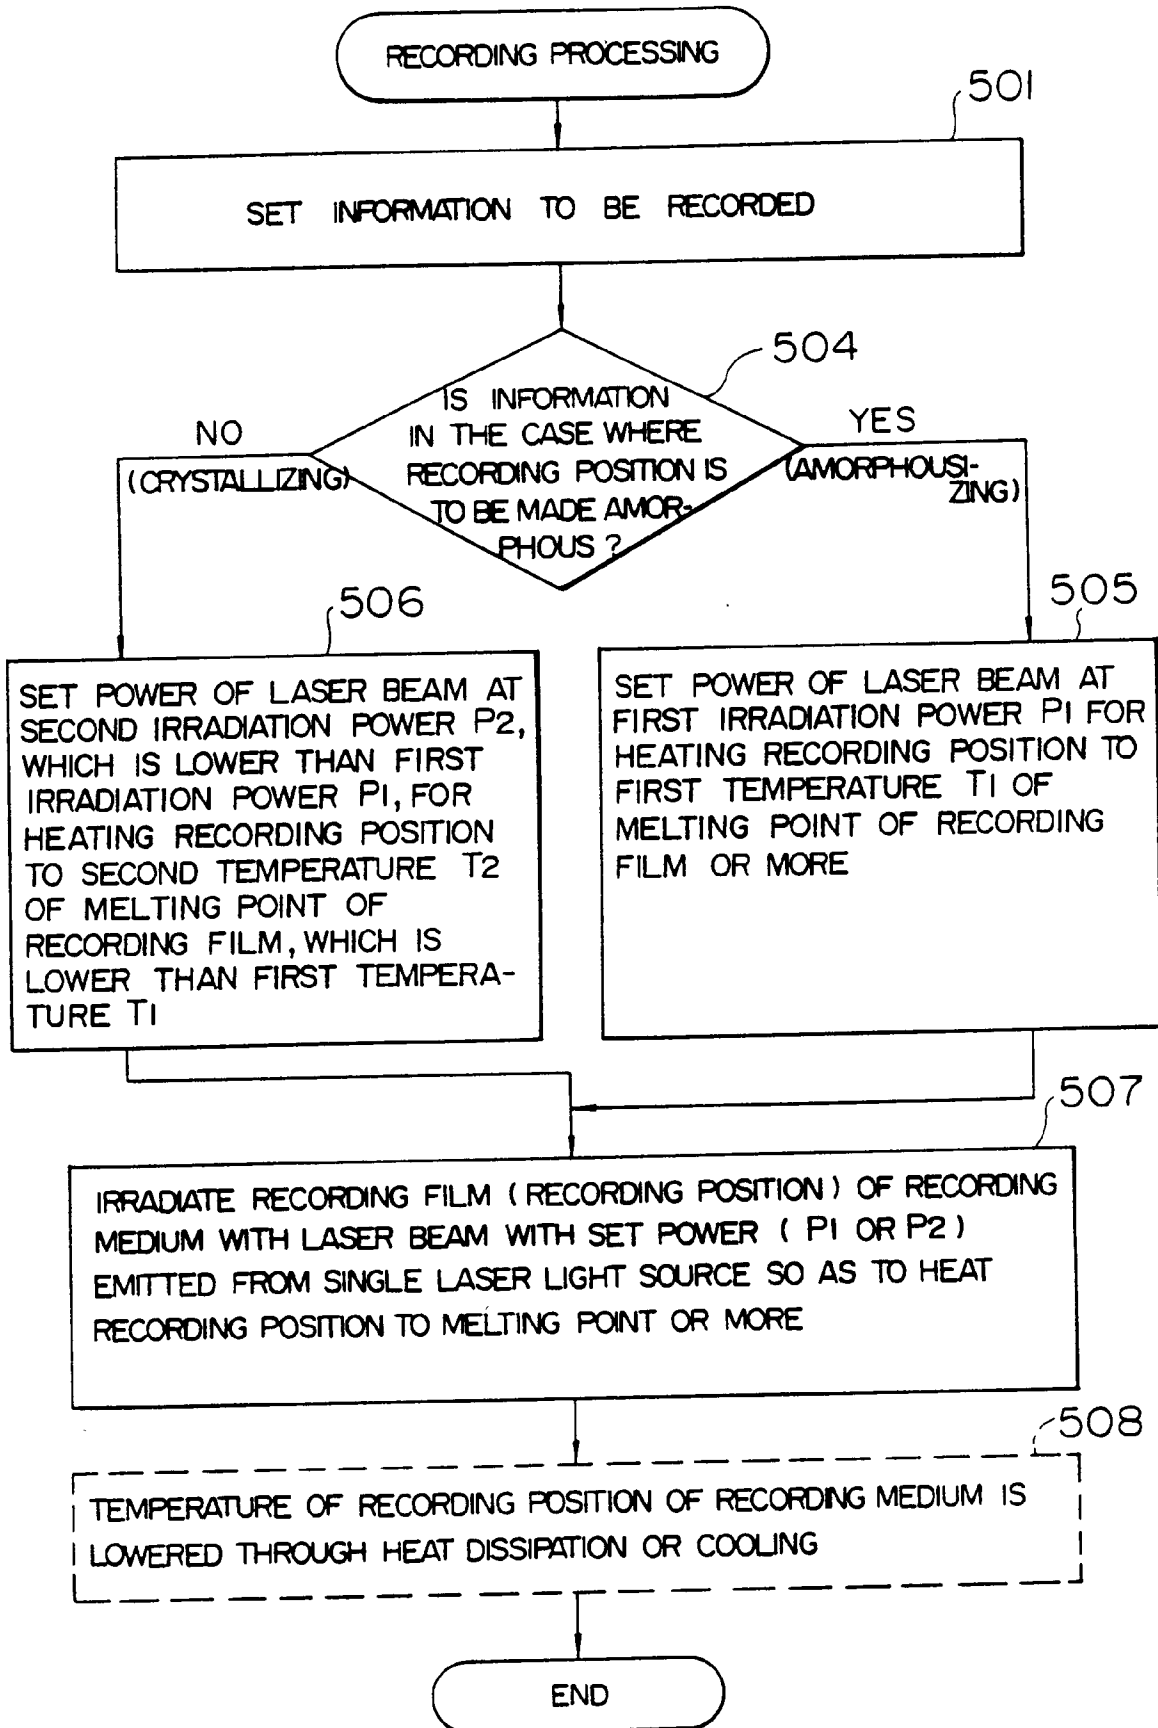 RECORDING PROCESSING
501
SET INFORMATION TO BE RECORDED
504
IS INFORMATION
IN THE CASE WHERE
RECORDING POSITION IS
TO BE MADE AMOR-
PHOUS ?
NO
(CRYSTALLIZING)
YES
(AMORPHOUSI-
ZING)
506
SET POWER OF LASER BEAM AT
SECOND IRRADIATION POWER P2,
WHICH IS LOWER THAN FIRST
IRRADIATION POWER P1, FOR
HEATING RECORDING POSITION
TO SECOND TEMPERATURE T2
OF MELTING POINT OF
RECORDING FILM, WHICH IS
LOWER THAN FIRST TEMPERA-
TURE T1
505
SET POWER OF LASER BEAM AT
FIRST IRRADIATION POWER P1 FOR
HEATING RECORDING POSITION TO
FIRST TEMPERATURE T1 OF
MELTING POINT OF RECORDING
FILM OR MORE
507
IRRADIATE RECORDING FILM (RECORDING POSITION) OF RECORDING
MEDIUM WITH LASER BEAM WITH SET POWER ( P1 OR P2 )
EMITTED FROM SINGLE LASER LIGHT SOURCE SO AS TO HEAT
RECORDING POSITION TO MELTING POINT OR MORE
508
TEMPERATURE OF RECORDING POSITION OF RECORDING MEDIUM IS
LOWERED THROUGH HEAT DISSIPATION OR COOLING
END